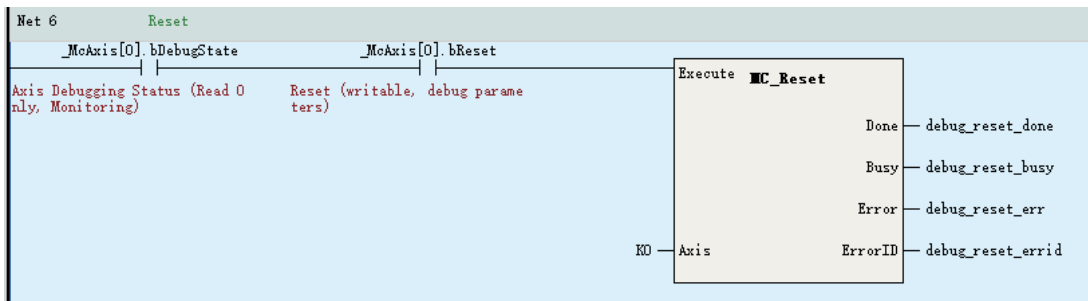 Net 6 Reset
_McAxis[0].bDebugState _McAxis[0].bReset
Axis Debugging Status (Read O
nly, Monitoring)
Reset (writable, debug parame
ters)
Execute MC_Reset
Done debug_reset_done
Busy debug_reset_busy
Error debug_reset_err
K0 Axis ErrorID debug_reset_errid